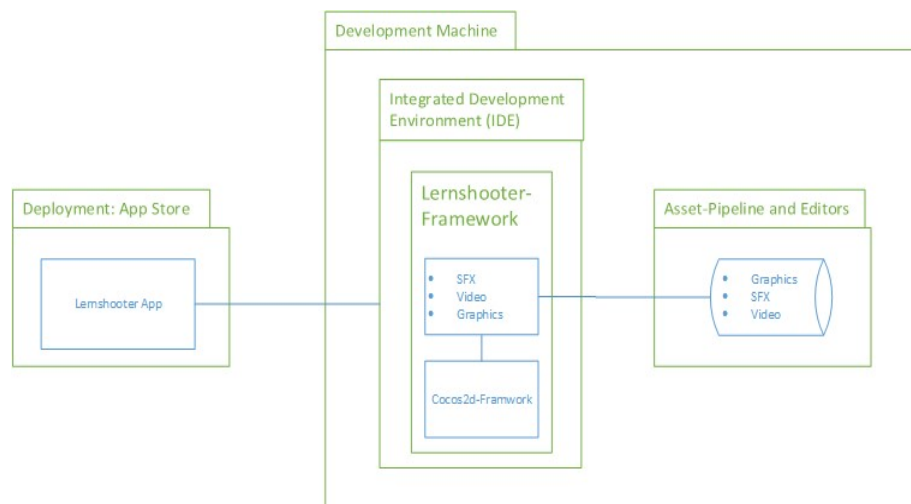 Development Machine
Integrated Development
Environment (IDE)
Lernshooter-
Framework
Deployment: App Store
Asset-Pipeline and Editors
Lernshooter App
• SFX
• Video
• Graphics
• Graphics
• SFX
• Video
Cocos2d-Framwork